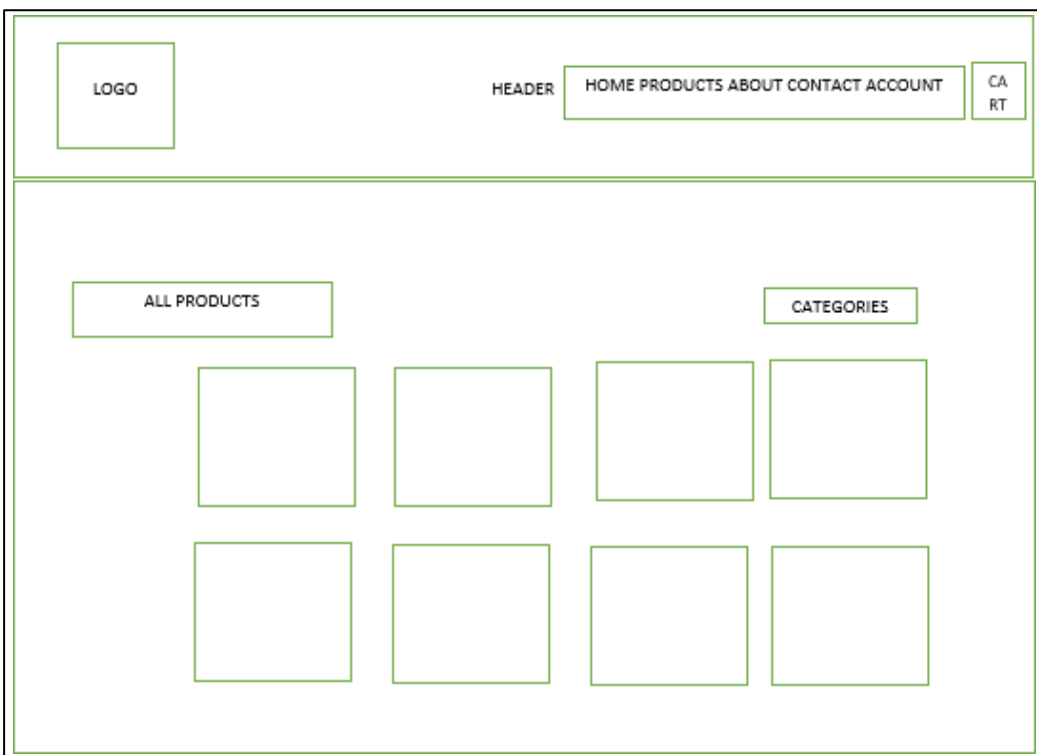 LOGO
HEADER
HOME PRODUCTS ABOUT CONTACT ACCOUNT
CA
RT
ALL PRODUCTS
CATEGORIES